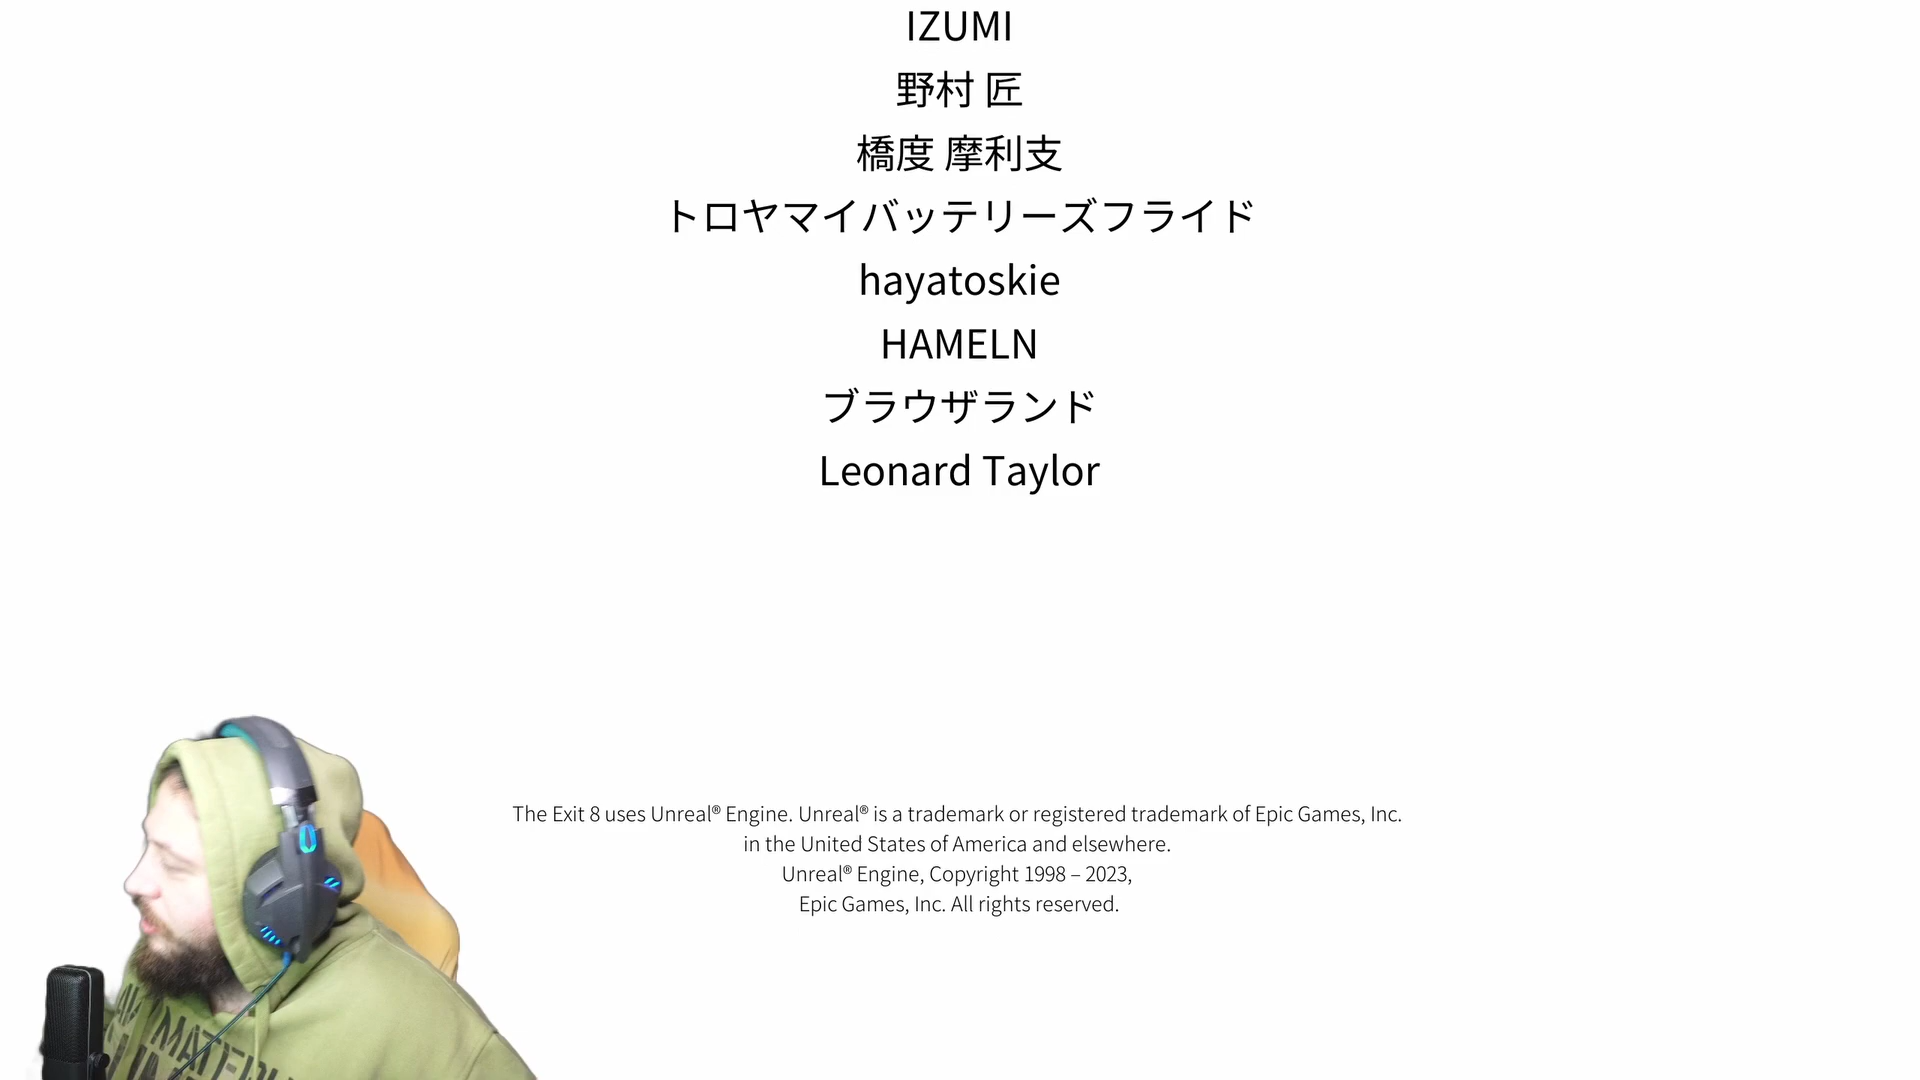 IZUMI
野村 匠
橋度 摩利支
トロヤマイバッテリーズフライド
hayatoskie
HAMELN
ブラウザランド
Leonard Taylor
The Exit 8 uses Unreal® Engine. Unreal® is a trademark or registered trademark of Epic Games, Inc.
in the United States of America and elsewhere.
Unreal® Engine, Copyright 1998 – 2023,
Epic Games, Inc. All rights reserved.